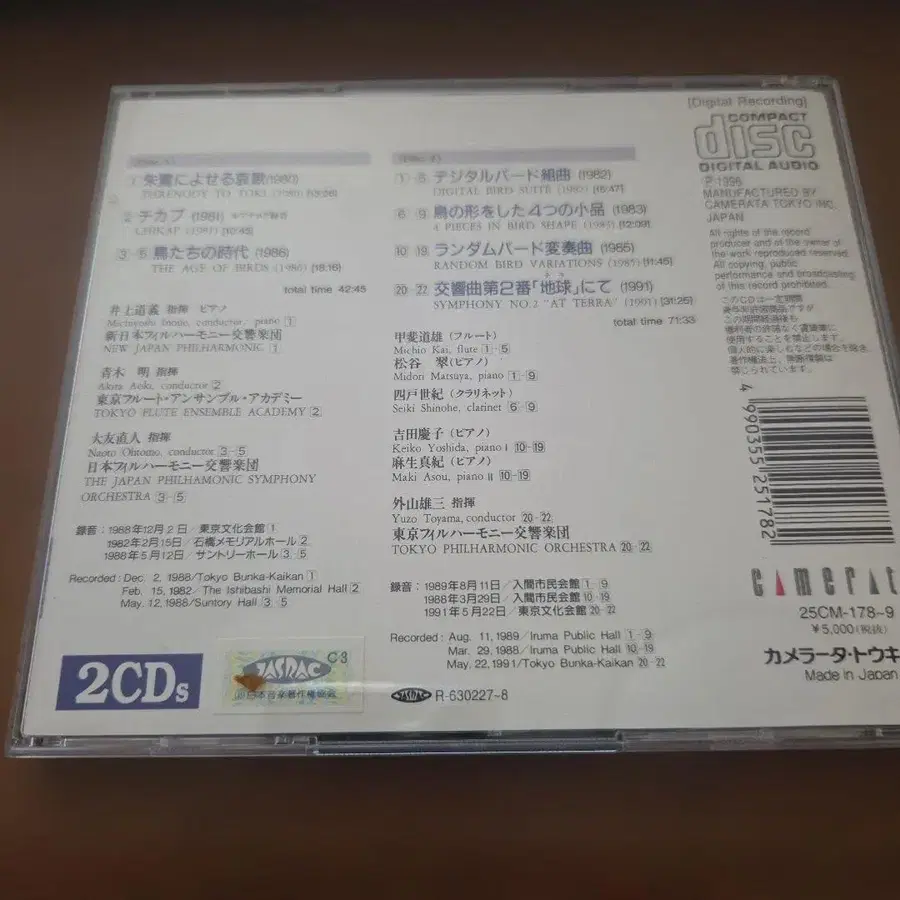 [Digital Recording]
COMPACT
disc
DIGITAL AUDIO
℗1996
MANUFACTURED BY
CAMERATA TOKYO INC.
JAPAN
All rights of the record
producer and of the owner of
the work reproduced reserved.
All copying, public
performance and broadcasting
of this record prohibited.
1 朱鷺によせる哀歌(1980)
THRENODY TO TOKI (1980)
2 チカプ (1981)
CHIKAP (1981) [12:45]
3-5 鳥たちの時代 (1986)
THE AGE OF BIRDS (1986) [18:16]
total time 42:45
井上道義 指揮 ピアノ
Michiyoshi Inoue, conductor, piano 1
新日本フィルハーモニー交響楽団
NEW JAPAN PHILHARMONIC 1
青木 明 指揮
Akira Aoki, conductor 2
東京フルート・アンサンブル・アカデミー
TOKYO FLUTE ENSEMBLE ACADEMY 2
大友直人 指揮
Naoto Ohtomo, conductor 3-5
日本フィルハーモニー交響楽団
THE JAPAN PHILHAMONIC SYMPHONY
ORCHESTRA 3-5
録音:1988年12月2日/東京文化会館 1
1982年2月15日/石橋メモリアルホール 2
1988年5月12日/サントリーホール 3-5
Recorded: Dec. 2, 1988/Tokyo Bunka-Kaikan 1
Feb. 15, 1982/The Ishibashi Memorial Hall 2
May. 12, 1988/Suntory Hall 3-5
1-5 デジタルバード組曲 (1982)
DIGITAL BIRD SUITE (1982) [15:47]
6-9 鳥の形をした4つの小品 (1983)
4 PIECES IN BIRD SHAPE (1983) [12:09]
10-19 ランダムバード変奏曲 (1985)
RANDOM BIRD VARIATIONS (1985) [11:45]
20-22 交響曲第2番「地球」にて (1991)
SYMPHONY NO.2 "AT TERRA" (1991) [31:25]
total time 71:33
甲斐道雄 (フルート)
Michio Kai, flute 1-5
松谷 翠 (ピアノ)
Midori Matsuya, piano 1-9
四戸世紀 (クラリネット)
Seiki Shinohe, clarinet 6-9
吉田慶子 (ピアノ)
Keiko Yoshida, piano I 10-19
麻生真紀 (ピアノ)
Maki Asou, piano II 10-19
外山雄三 指揮
Yuzo Toyama, conductor 20-22
東京フィルハーモニー交響楽団
TOKYO PHILHARMONIC ORCHESTRA 20-22
録音:1989年8月11日/入間市民会館 1-9
1988年3月29日/入間市民会館 10-19
1991年5月22日/東京文化会館 20-22
Recorded: Aug. 11, 1989/Iruma Public Hall 1-9
Mar. 29, 1988/Iruma Public Hall 10-19
May. 22, 1991/Tokyo Bunka-Kaikan 20-22
4 990355 251782
camerat
25CM-178~9
¥5,000(税抜)
カメラータ・トウキ
Made in Japan
2CDs
JASRAC
C3
JASRAC R-630227~8